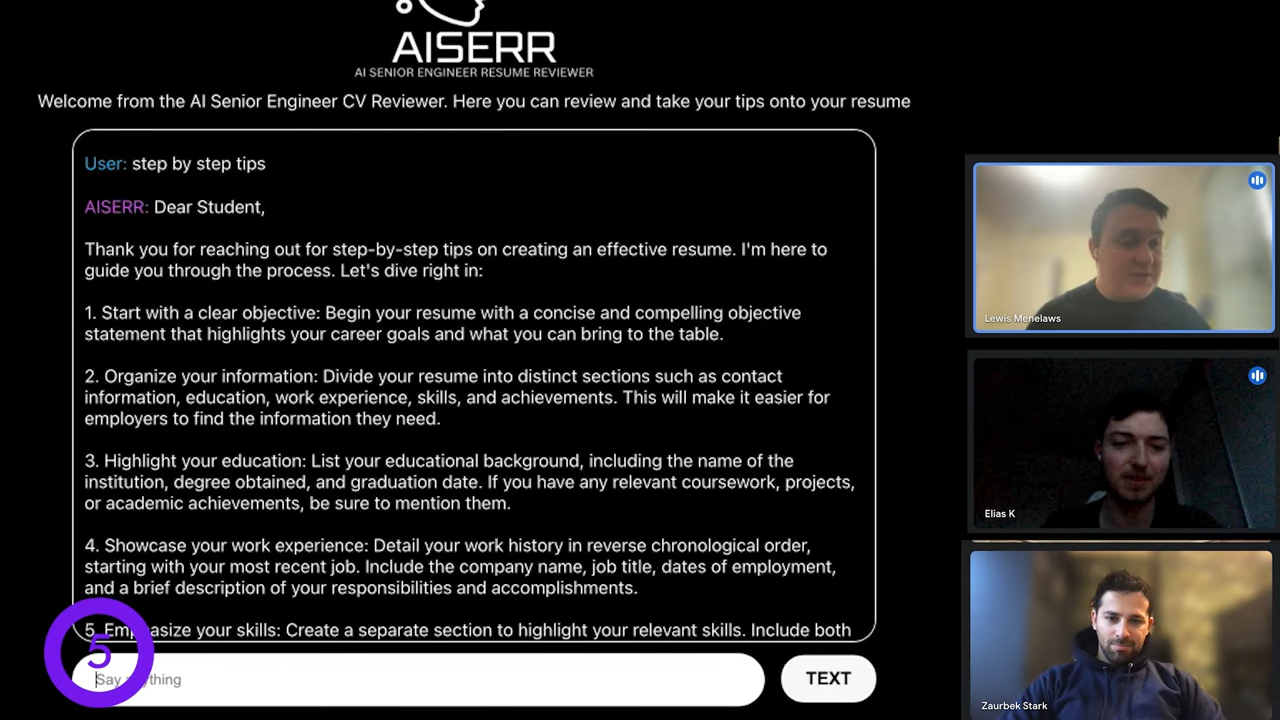 AISERR
AI SENIOR ENGINEER RESUME REVIEWER
Welcome from the AI Senior Engineer CV Reviewer. Here you can review and take your tips onto your resume
User: step by step tips
AISERR: Dear Student,
Thank you for reaching out for step-by-step tips on creating an effective resume. I'm here to
guide you through the process. Let's dive right in:
1. Start with a clear objective: Begin your resume with a concise and compelling objective
statement that highlights your career goals and what you can bring to the table.
2. Organize your information: Divide your resume into distinct sections such as contact
information, education, work experience, skills, and achievements. This will make it easier for
employers to find the information they need.
3. Highlight your education: List your educational background, including the name of the
institution, degree obtained, and graduation date. If you have any relevant coursework, projects,
or academic achievements, be sure to mention them.
4. Showcase your work experience: Detail your work history in reverse chronological order,
starting with your most recent job. Include the company name, job title, dates of employment,
and a brief description of your responsibilities and accomplishments.
5. Emphasize your skills: Create a separate section to highlight your relevant skills. Include both
5
Say anything
TEXT
Lewis Menelaws
Elias K
Zaurbek Stark